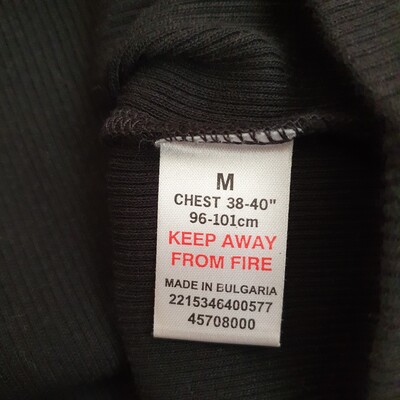 M
CHEST 38-40"
96-101cm
KEEP AWAY
FROM FIRE
MADE IN BULGARIA
2215346400577
45708000